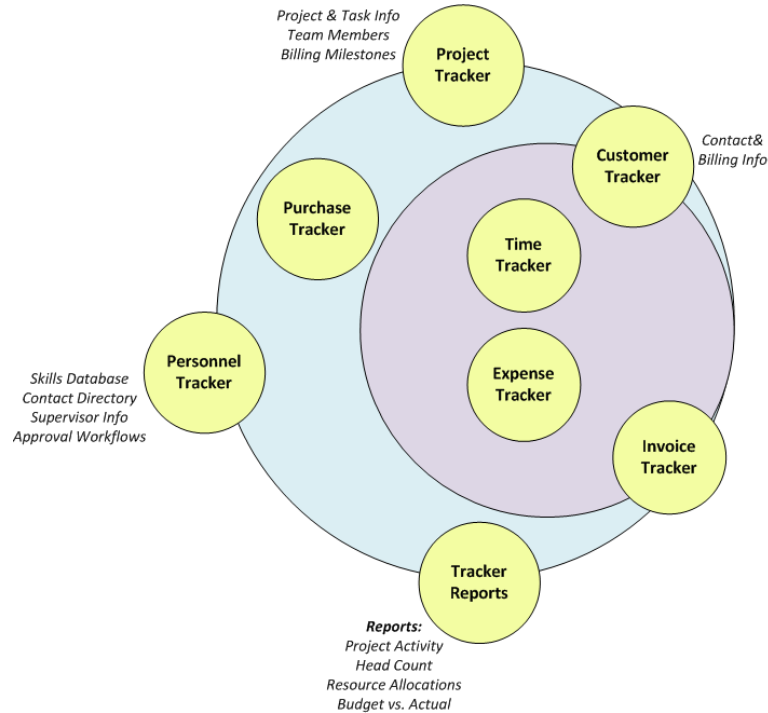 Project & Task Info
Team Members
Billing Milestones
Project
Tracker
Customer
Tracker
Contact&
Billing Info
Purchase
Tracker
Time
Tracker
Personnel
Tracker
Skills Database
Contact Directory
Supervisor Info
Approval Workflows
Expense
Tracker
Invoice
Tracker
Tracker
Reports
Reports:
Project Activity
Head Count
Resource Allocations
Budget vs. Actual